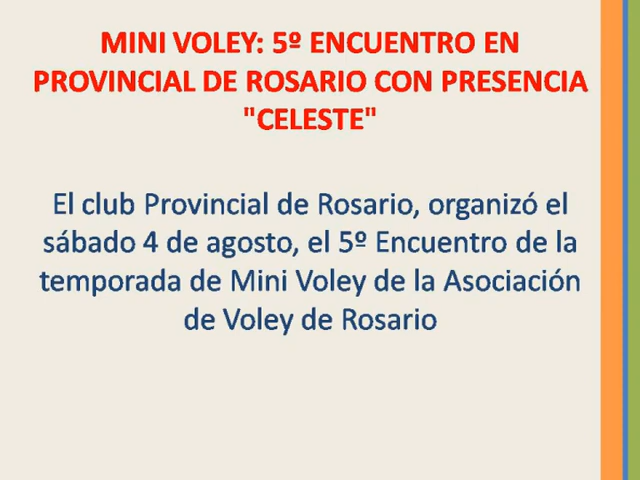 MINI VOLEY: 5º ENCUENTRO EN
PROVINCIAL DE ROSARIO CON PRESENCIA
"CELESTE"
El club Provincial de Rosario, organizó el
sábado 4 de agosto, el 5º Encuentro de la
temporada de Mini Voley de la Asociación
de Voley de Rosario